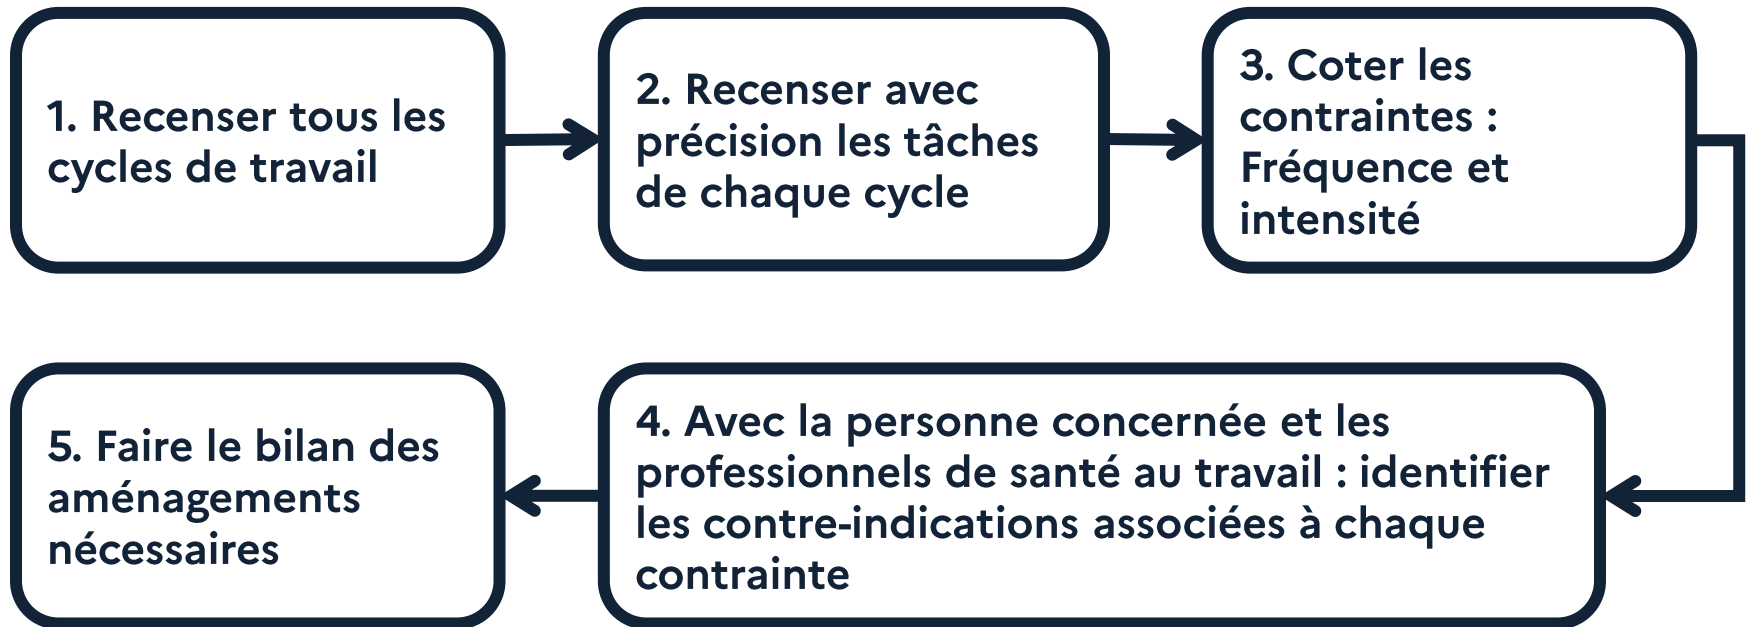 1. Recenser tous les
cycles de travail
2. Recenser avec
précision les tâches
de chaque cycle
3. Coter les
contraintes :
Fréquence et
intensité
4. Avec la personne concernée et les
professionnels de santé au travail : identifier
les contre-indications associées à chaque
contrainte
5. Faire le bilan des
aménagements
nécessaires